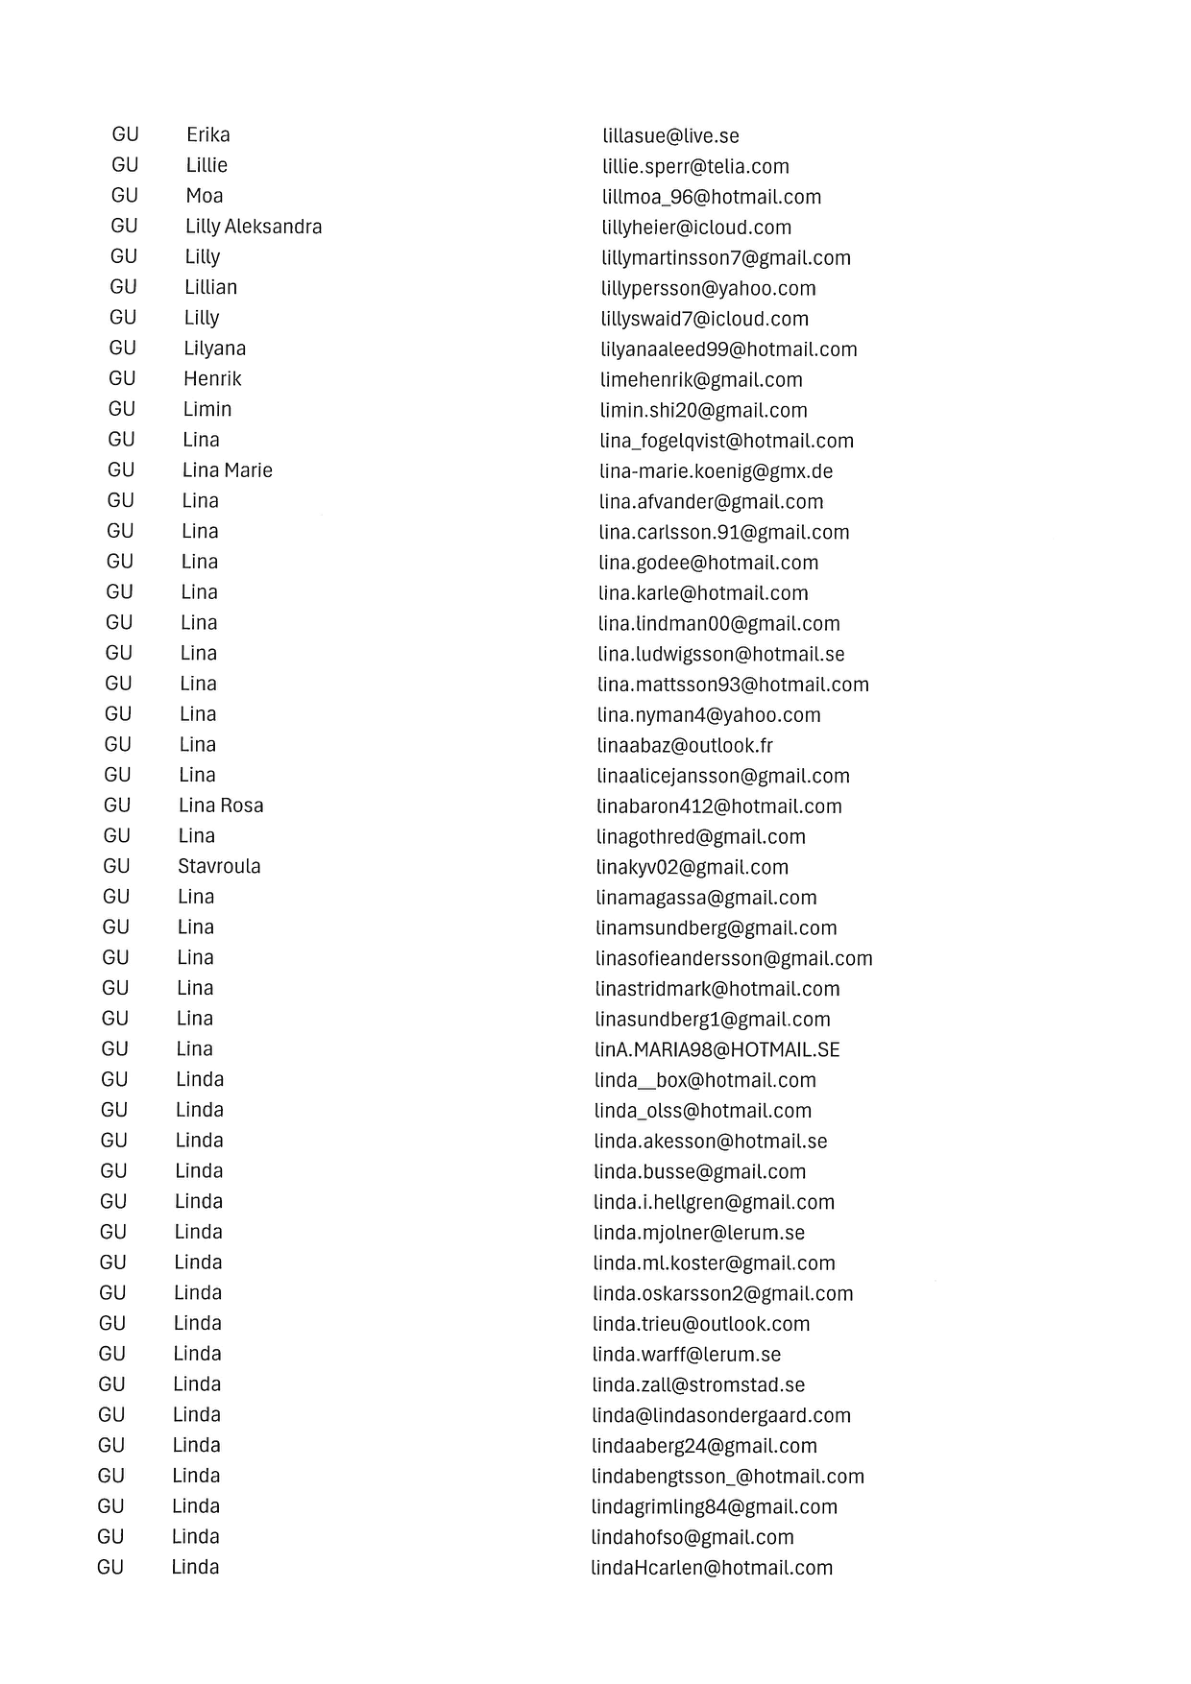 GU Erika lillasue@live.se
GU Lillie lillie.sperr@telia.com
GU Moa lillmoa_96@hotmail.com
GU Lilly Aleksandra lillyheier@icloud.com
GU Lilly lillymartinsson7@gmail.com
GU Lillian lillypersson@yahoo.com
GU Lilly lillyswaid7@icloud.com
GU Lilyana lilyanaaleed99@hotmail.com
GU Henrik limehenrik@gmail.com
GU Limin limin.shi20@gmail.com
GU Lina lina_fogelqvist@hotmail.com
GU Lina Marie lina-marie.koenig@gmx.de
GU Lina lina.afvander@gmail.com
GU Lina lina.carlsson.91@gmail.com
GU Lina lina.godee@hotmail.com
GU Lina lina.karle@hotmail.com
GU Lina lina.lindman00@gmail.com
GU Lina lina.ludwigsson@hotmail.se
GU Lina lina.mattsson93@hotmail.com
GU Lina lina.nyman4@yahoo.com
GU Lina linaabaz@outlook.fr
GU Lina linaalicejansson@gmail.com
GU Lina Rosa linabaron412@hotmail.com
GU Lina linagothred@gmail.com
GU Stavroula linakyv02@gmail.com
GU Lina linamagassa@gmail.com
GU Lina linamsundberg@gmail.com
GU Lina linasofieandersson@gmail.com
GU Lina linastridmark@hotmail.com
GU Lina linasundberg1@gmail.com
GU Lina linA.MARIA98@HOTMAIL.SE
GU Linda linda__box@hotmail.com
GU Linda linda_olss@hotmail.com
GU Linda linda.akesson@hotmail.se
GU Linda linda.busse@gmail.com
GU Linda linda.i.hellgren@gmail.com
GU Linda linda.mjolner@lerum.se
GU Linda linda.ml.koster@gmail.com
GU Linda linda.oskarsson2@gmail.com
GU Linda linda.trieu@outlook.com
GU Linda linda.warff@lerum.se
GU Linda linda.zall@stromstad.se
GU Linda linda@lindasondergaard.com
GU Linda lindaaberg24@gmail.com
GU Linda lindabengtsson_@hotmail.com
GU Linda lindagrimling84@gmail.com
GU Linda lindahofso@gmail.com
GU Linda lindaHcarlen@hotmail.com